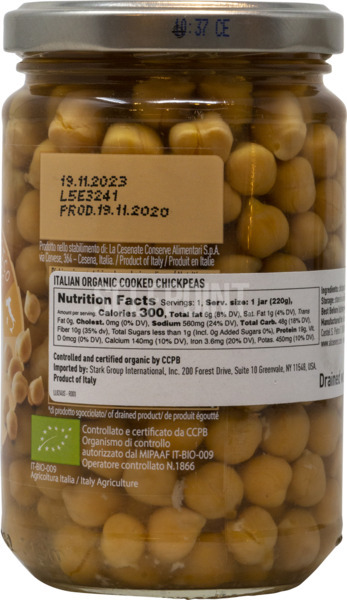 10:37 CE
19.11.2023
L5E3241
PROD.19.11.2020
Prodotto nello stabilimento di: La Cesenate Conserve Alimentari S.p.A.
via Cervese, 364 – Cesena, Italia. / Product of Italy / Produit en Italie
ITALIAN ORGANIC COOKED CHICKPEAS
Nutrition Facts Servings: 1, Serv. size: 1 jar (220g),
Amount per serving: Calories 300, Total fat 6g (8% DV), Sat. Fat 1g (4% DV), Trans
Fat 0g, Cholest. 0mg (0% DV), Sodium 560mg (24% DV), Total Carb. 48g (18% DV),
Fiber 10g (35% dv), Total Sugars less than 1g (Incl. 0g Added Sugars, 0% DV), Protein 19g, Vit.
D 0mcg (0% DV), Calcium 140mg (10% DV), Iron 3.6mg (20% DV), Potas. 450mg (10% DV).
Controlled and certified organic by CCPB
Imported by: Stark Group International, Inc. 200 Forest Drive, Suite 10 Greenvale, NY 11548, USA.
Product of Italy
Drained
*di prodotto sgocciolato/ of drained product/ de produit égoutté
Controllato e certificato da CCPB
Organismo di controllo
autorizzato dal MIPAAF IT-BIO-009
Operatore controllato N.1866
IT-BIO-009
Agricoltura Italia / Italy Agriculture